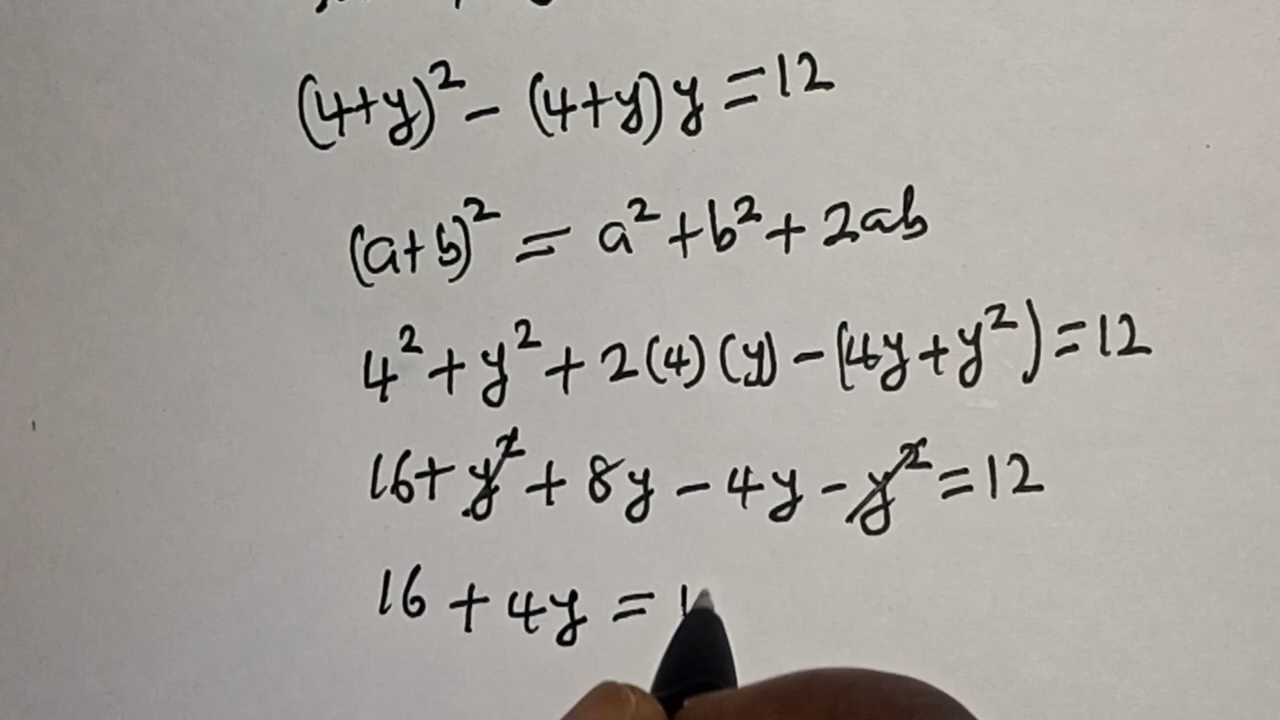 (4+y)² - (4+y)y = 12
(a+b)² = a² + b² + 2ab
4² + y² + 2(4)(y) - (4y+y²) = 12
16 + y² + 8y - 4y - y² = 12
16 + 4y = 1